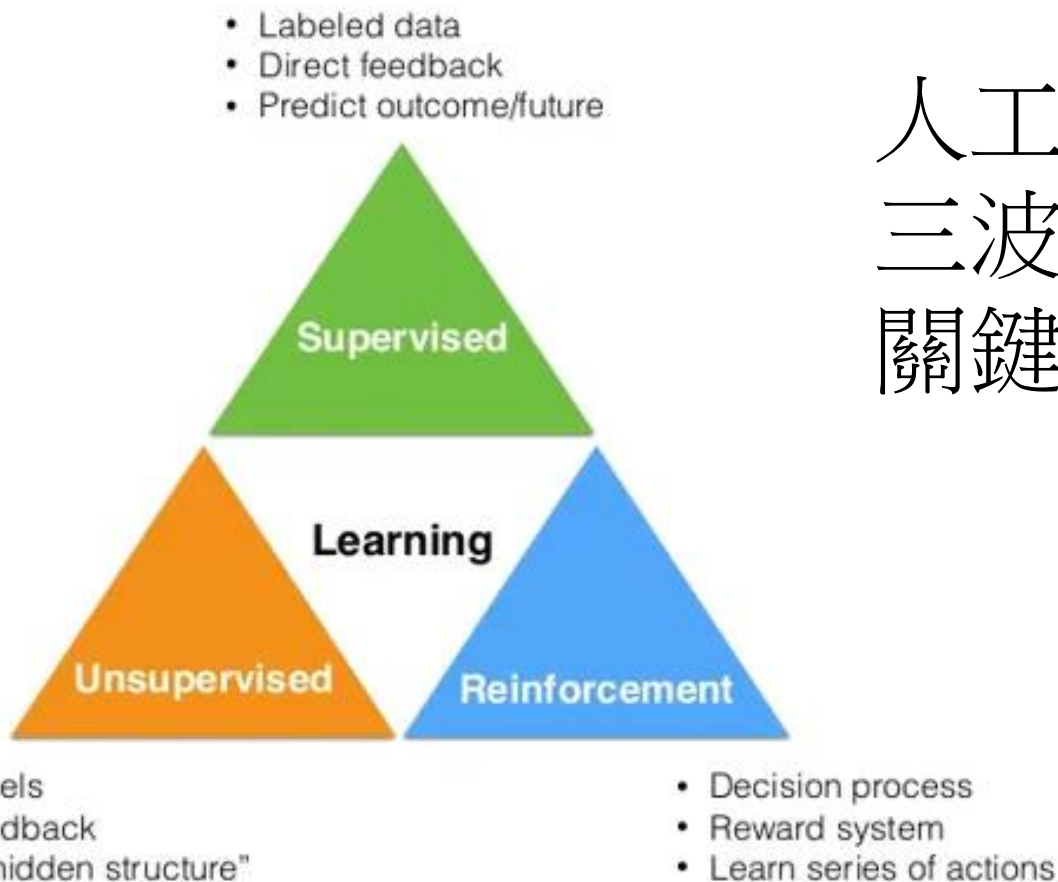 • Labeled data
• Direct feedback
• Predict outcome/future
人工
三波
關鍵
Supervised
Learning
Unsupervised
Reinforcement
els
dback
hidden structure"
• Decision process
• Reward system
• Learn series of actions